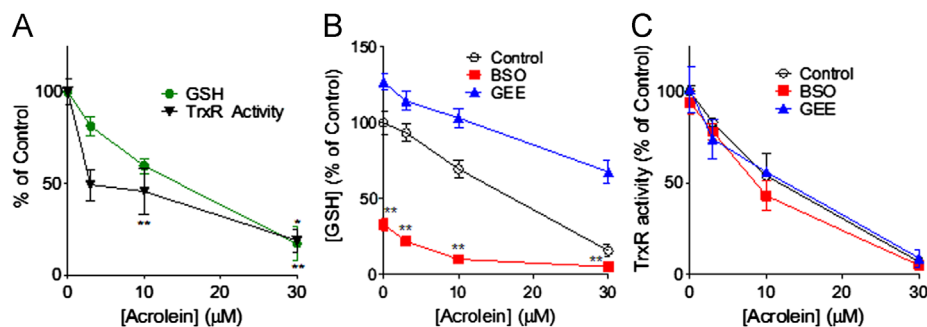 A
% of Control
100
50
0
GSH
TrxR Activity
**
*
**
0
10
20
30
[Acrolein] (μM)
B
[GSH] (% of Control)
150
100
50
0
Control
BSO
GEE
**
**
**
**
0
10
20
30
[Acrolein] (μM)
C
TrxR activity (% of Control)
100
50
0
Control
BSO
GEE
0
10
20
30
[Acrolein] (μM)